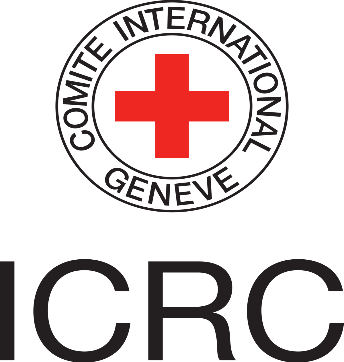 COMITE INTERNATIONAL
GENEVE
ICRC